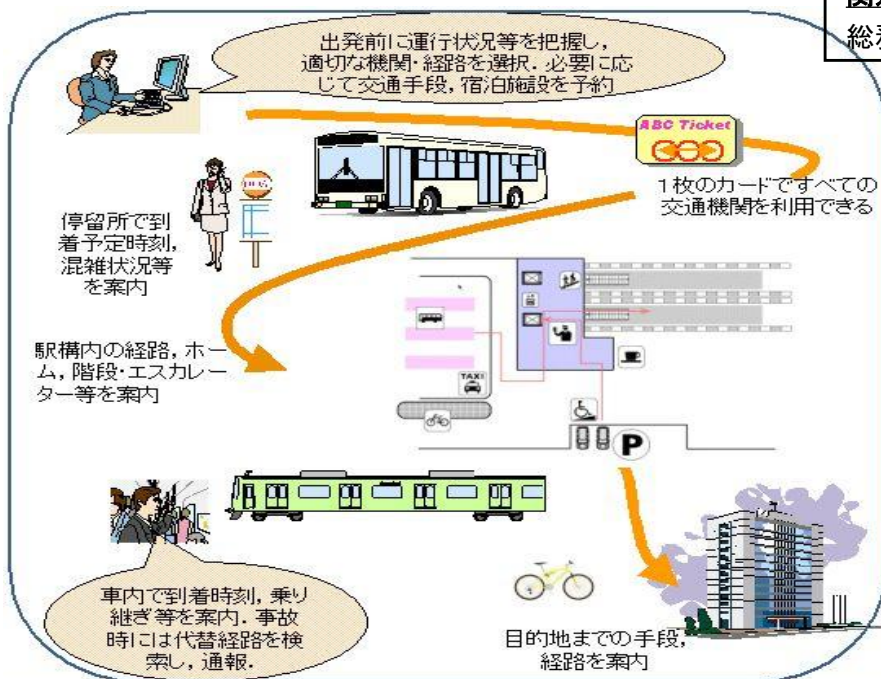 総務
出発前に運行状況等を把握し,
適切な機関・経路を選択. 必要に応
じて交通手段, 宿泊施設を予約
ABC Ticket
1枚のカードですべての
交通機関を利用できる
停留所で到
着予定時刻,
混雑状況等
を案内
駅構内の経路, ホー
ム, 階段・エスカレー
ター等を案内
TAXI
P
車内で到着時刻, 乗り
継ぎ等を案内. 事故
時には代替経路を検
索し, 通報.
目的地までの手段,
経路を案内